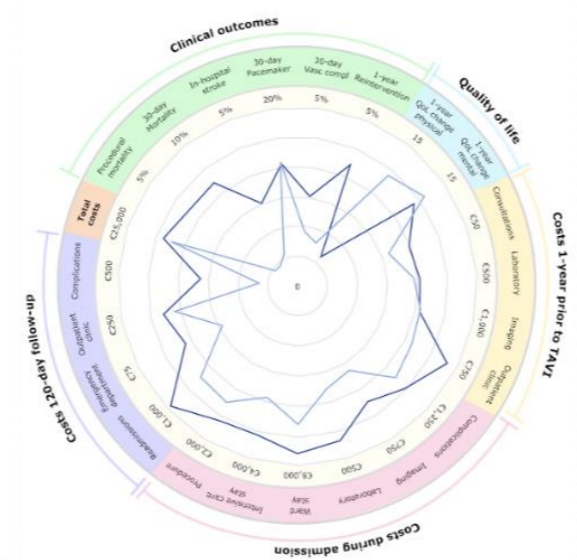 Clinical outcomes
Quality of life
Costs 1-year prior to TAVI
Costs during admission
Costs 120-day follow-up
Procedural
mortality
5%
30-day
Mortality
10%
In-hospital
stroke
5%
30-day
Pacemaker
20%
30-day
Vasc compl
5%
1-year
Reintervention
5%
1-year
QoL change
physical
15
1-year
QoL change
mental
15
Consultations
€50
Laboratory
€500
Imaging
€1,000
Outpatient
clinic
€750
Complications
€1,250
Imaging
€750
Laboratory
€500
Ward
stay
€8,000
Intensive care
stay
€4,000
Procedure
€2,000
Readmissions
€1,000
Emergency
department
€75
Outpatient
clinic
€250
Complications
€500
Total
costs
€25,000
0